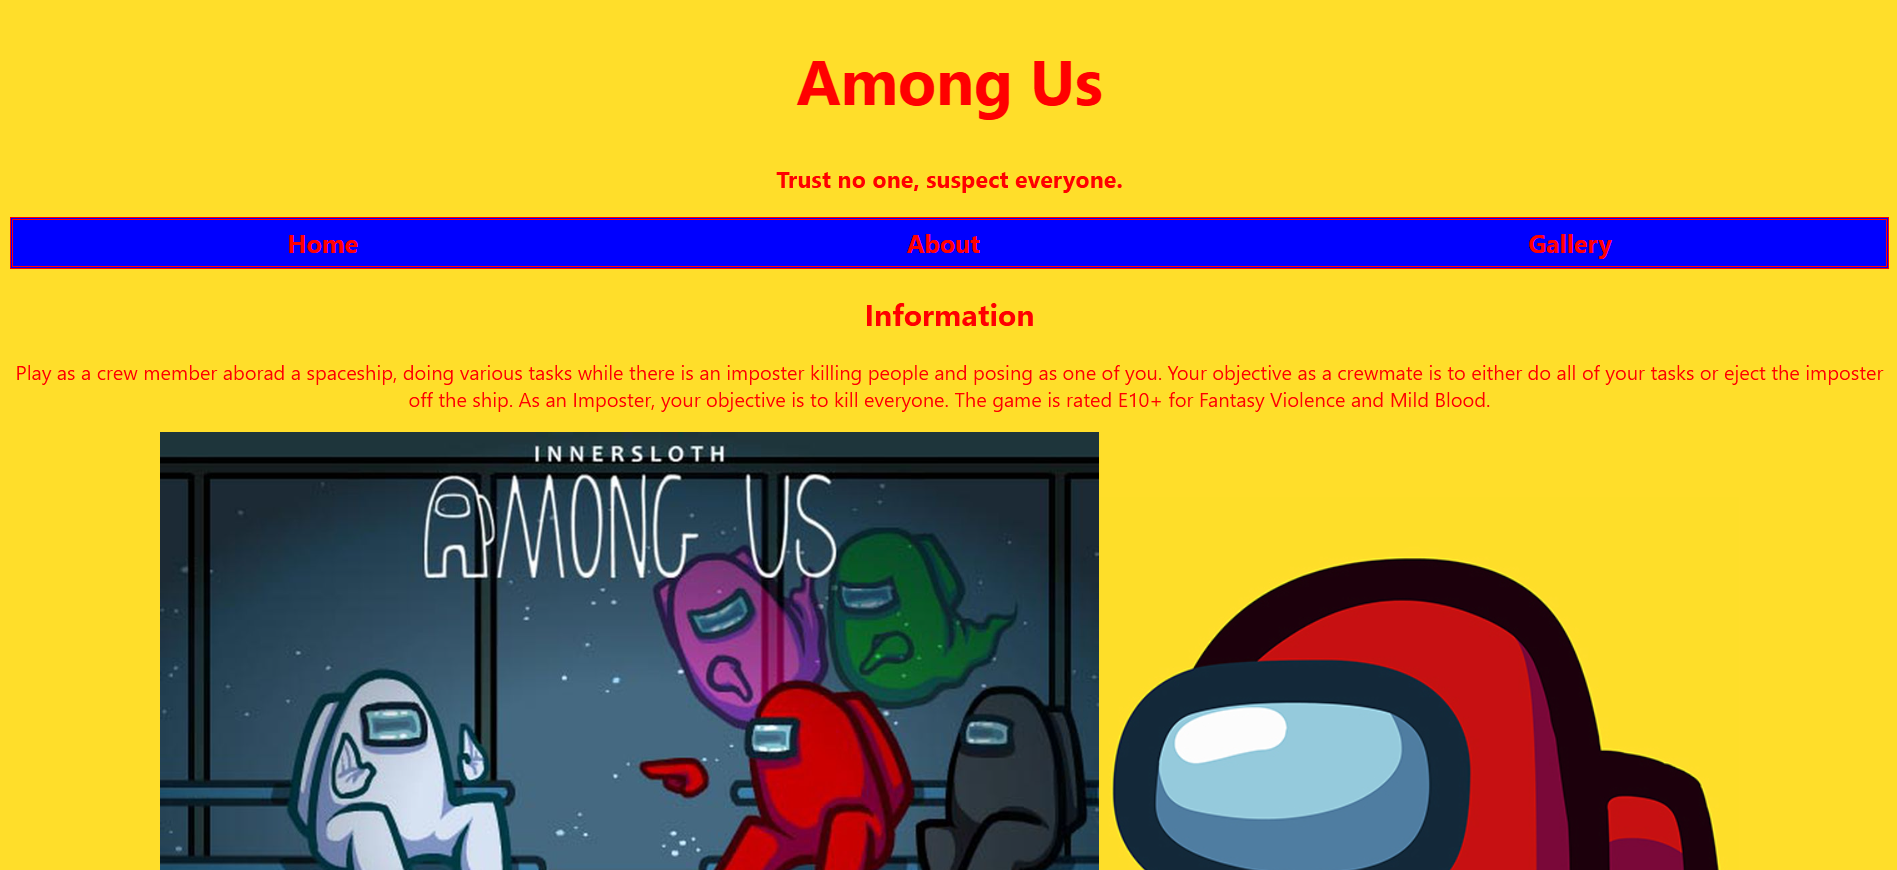 Among Us
Trust no one, suspect everyone.
Home About Gallery
Information
Play as a crew member aborad a spaceship, doing various tasks while there is an imposter killing people and posing as one of you. Your objective as a crewmate is to either do all of your tasks or eject the imposter
off the ship. As an Imposter, your objective is to kill everyone. The game is rated E10+ for Fantasy Violence and Mild Blood.
INNERSLOTH
AMONG US